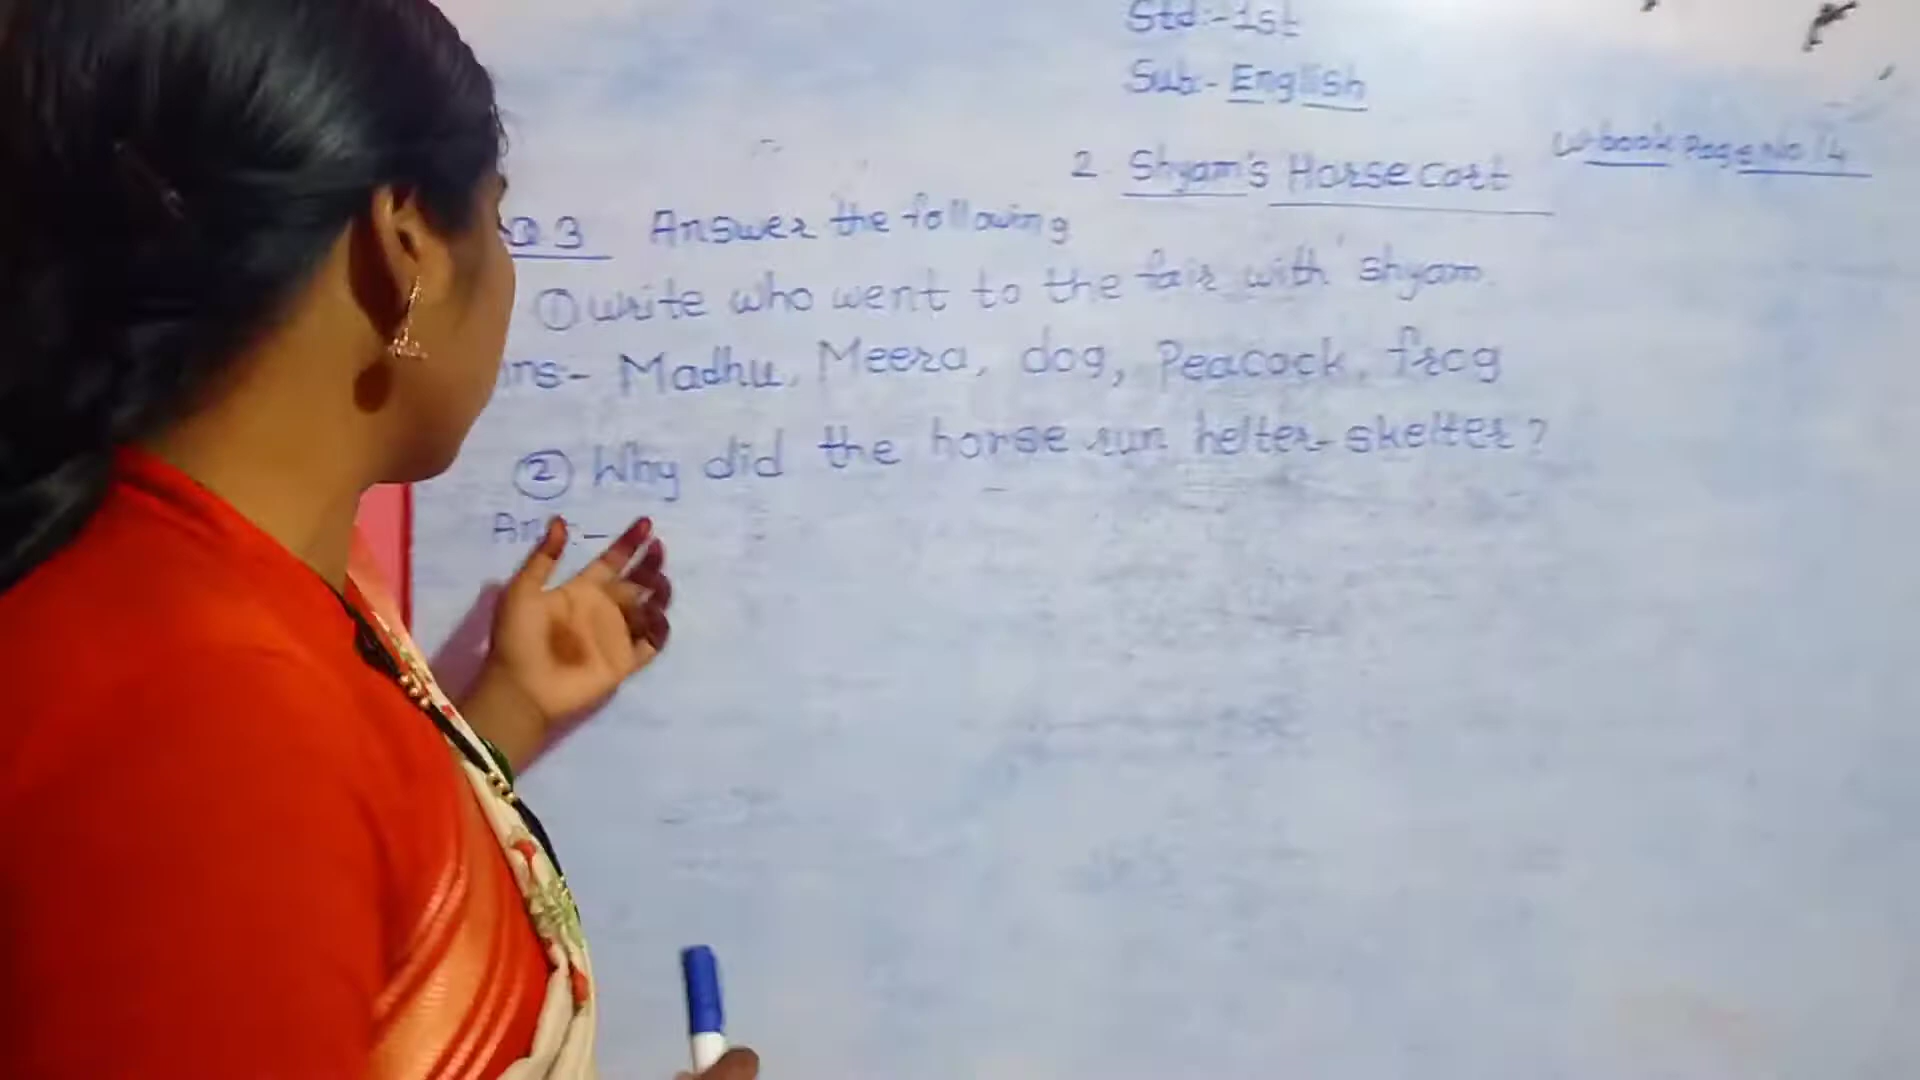 Std:-1st
Sub:- English
2. Shyam's Horse cart
W-book Page No 14
Q 3 Answer the following
① write who went to the fair with shyam.
Ans:- Madhu, Meera, dog, Peacock, frog
② Why did the horse run helter-skelter?
Ans:-